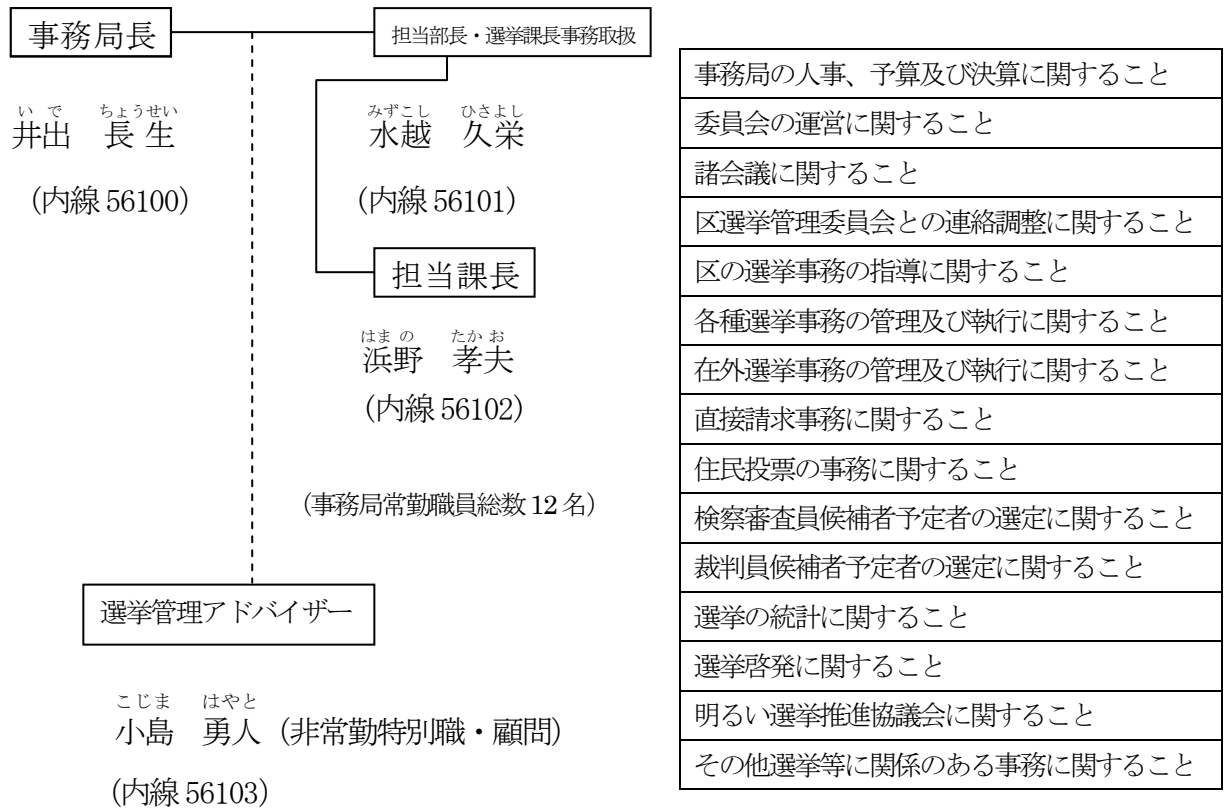 事務局長
担当部長・選挙課長事務取扱
いで ちょうせい
井出 長生
(内線 56100)
みずこし ひさよし
水越 久栄
(内線 56101)
担当課長
はまの たかお
浜野 孝夫
(内線 56102)
(事務局常勤職員総数 12 名)
選挙管理アドバイザー
こじま はやと
小島 勇人 (非常勤特別職・顧問)
(内線 56103)
事務局の人事、予算及び決算に関すること
委員会の運営に関すること
諸会議に関すること
区選挙管理委員会との連絡調整に関すること
区の選挙事務の指導に関すること
各種選挙事務の管理及び執行に関すること
在外選挙事務の管理及び執行に関すること
直接請求事務に関すること
住民投票の事務に関すること
検察審査員候補者予定者の選定に関すること
裁判員候補者予定者の選定に関すること
選挙の統計に関すること
選挙啓発に関すること
明るい選挙推進協議会に関すること
その他選挙等に関係のある事務に関すること